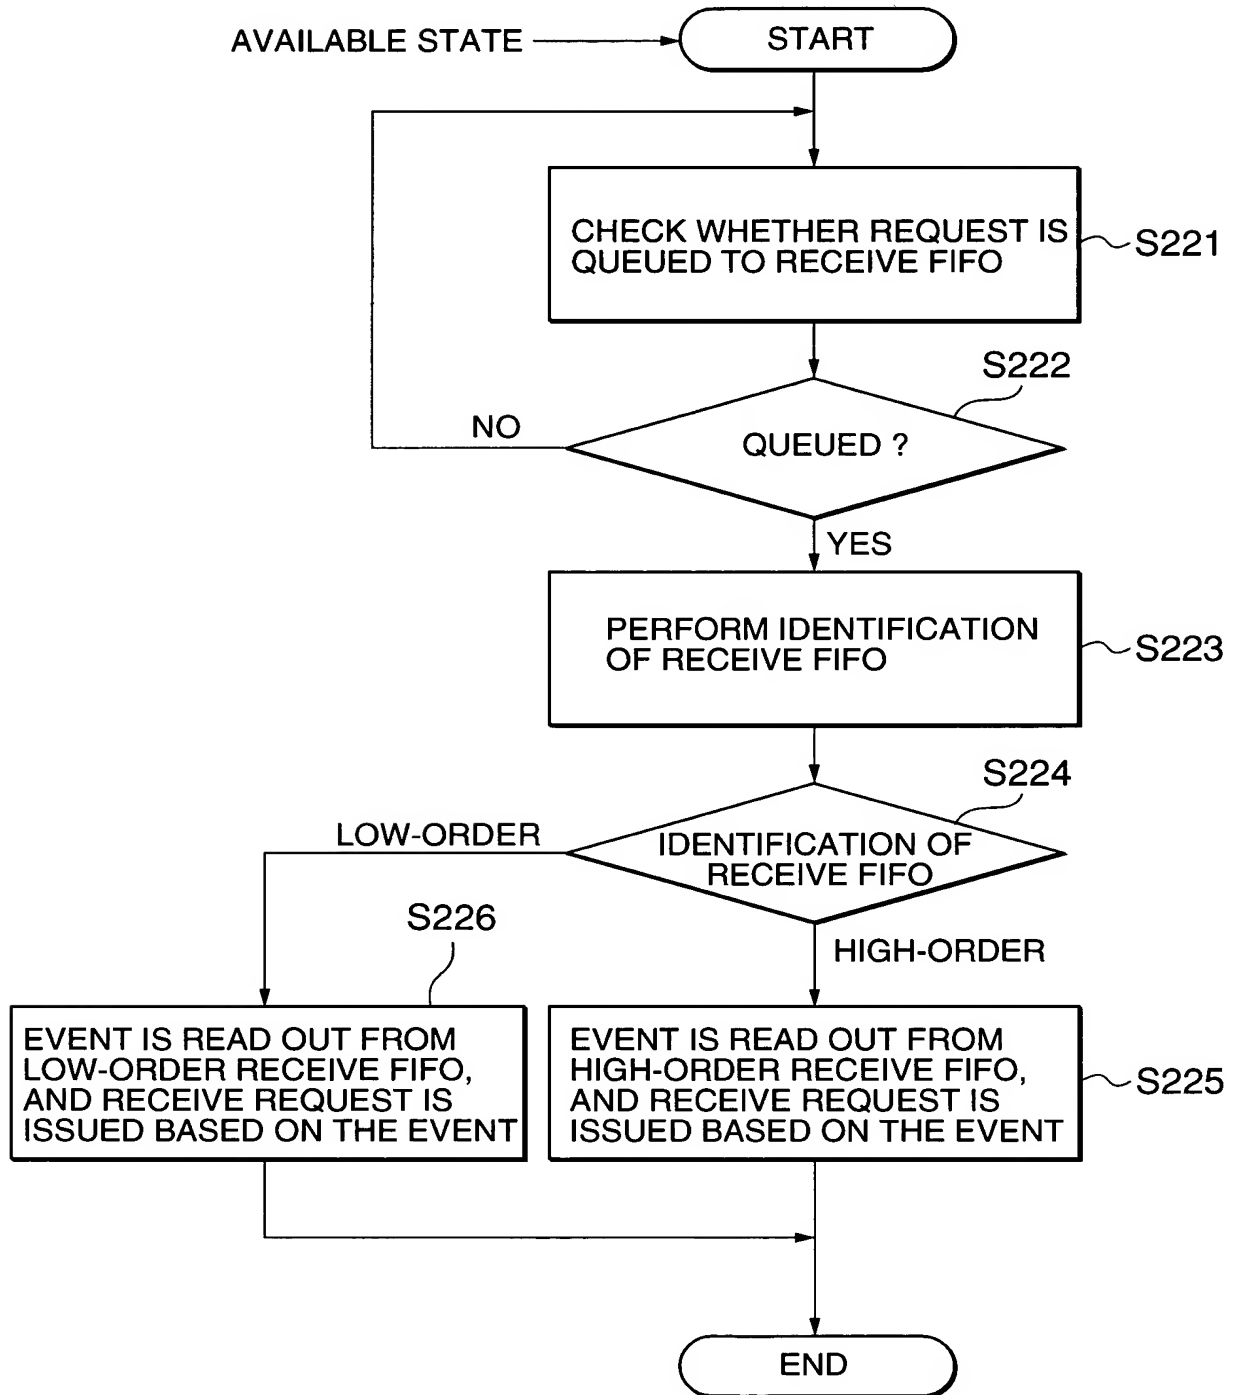 AVAILABLE STATE
START
CHECK WHETHER REQUEST IS
QUEUED TO RECEIVE FIFO
S221
S222
QUEUED ?
NO
YES
PERFORM IDENTIFICATION
OF RECEIVE FIFO
S223
S224
LOW-ORDER
IDENTIFICATION OF
RECEIVE FIFO
S226
HIGH-ORDER
EVENT IS READ OUT FROM
LOW-ORDER RECEIVE FIFO,
AND RECEIVE REQUEST IS
ISSUED BASED ON THE EVENT
EVENT IS READ OUT FROM
HIGH-ORDER RECEIVE FIFO,
AND RECEIVE REQUEST IS
ISSUED BASED ON THE EVENT
S225
END